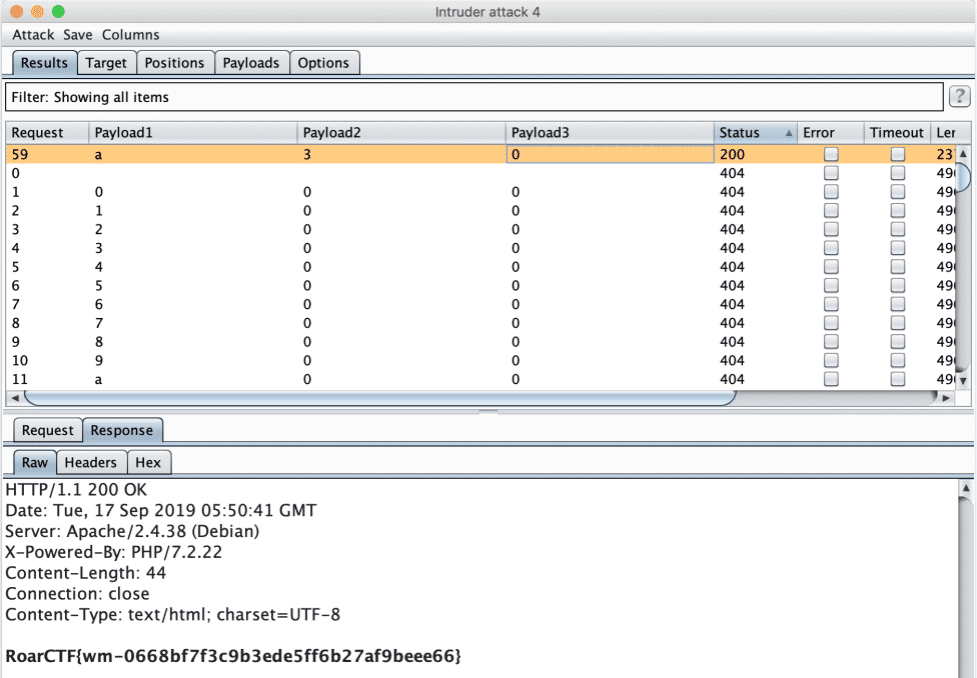 Intruder attack 4
Attack Save Columns
Results Target Positions Payloads Options
Filter: Showing all items
?
Request Payload1 Payload2 Payload3 Status Error Timeout Ler
59 a 3 0 200 23
0 404 49
1 0 0 0 404 49
2 1 0 0 404 49
3 2 0 0 404 49
4 3 0 0 404 49
5 4 0 0 404 49
6 5 0 0 404 49
7 6 0 0 404 49
8 7 0 0 404 49
9 8 0 0 404 49
10 9 0 0 404 49
11 a 0 0 404 49
Request Response
Raw Headers Hex
HTTP/1.1 200 OK
Date: Tue, 17 Sep 2019 05:50:41 GMT
Server: Apache/2.4.38 (Debian)
X-Powered-By: PHP/7.2.22
Content-Length: 44
Connection: close
Content-Type: text/html; charset=UTF-8
RoarCTF{wm-0668bf7f3c9b3ede5ff6b27af9beee66}